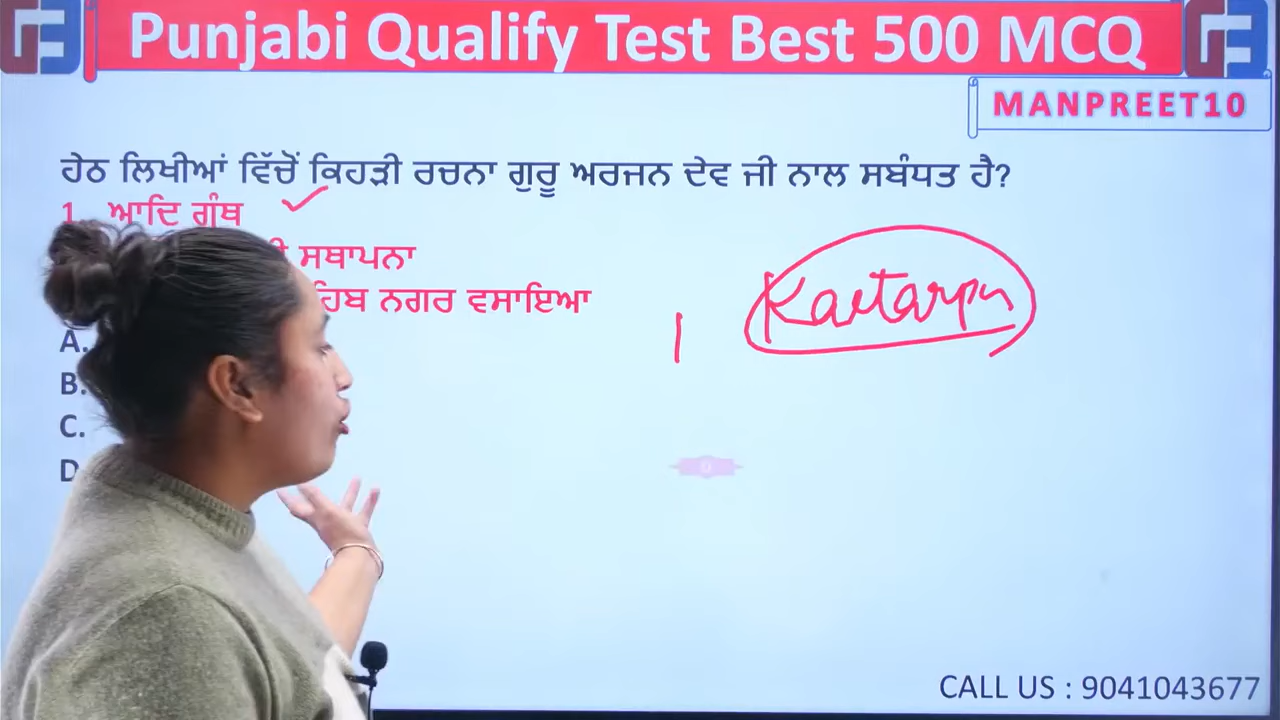 Punjabi Qualify Test Best 500 MCQ
MANPREET10
ਹੇਠ ਲਿਖੀਆਂ ਵਿੱਚੋਂ ਕਿਹੜੀ ਰਚਨਾ ਗੁਰੂ ਅਰਜਨ ਦੇਵ ਜੀ ਨਾਲ ਸਬੰਧਤ ਹੈ?
1. ਆਦਿ ਗ੍ਰੰਥ
ਸਥਾਪਨਾ
ਨਗਰ ਵਸਾਇਆ
A.
B.
C.
D
CALL US : 9041043677